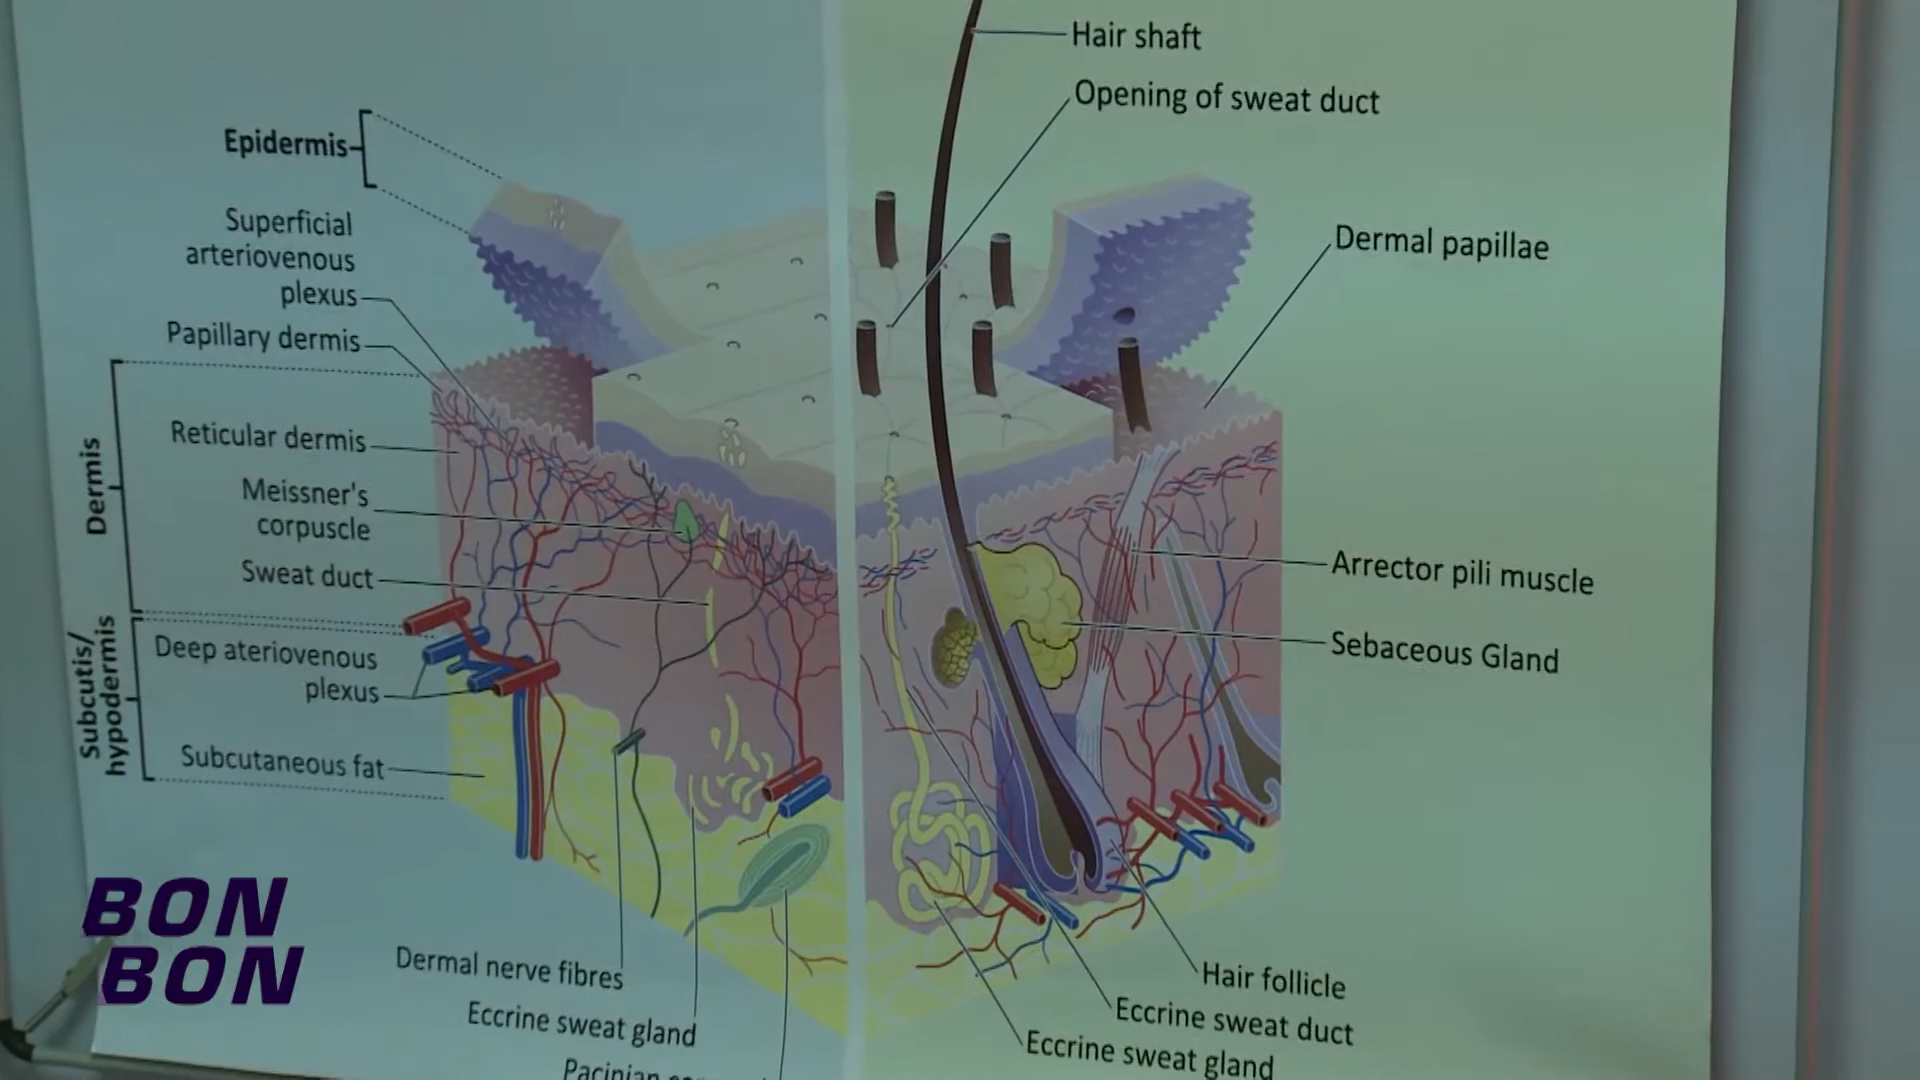 Hair shaft
Opening of sweat duct
Epidermis
Superficial
arteriovenous
plexus
Dermal papillae
Papillary dermis
Dermis
Reticular dermis
Meissner's
corpuscle
Sweat duct
Arrector pili muscle
Sebaceous Gland
Subcutis/
hypodermis
Deep ateriovenous
plexus
Subcutaneous fat
BON
BON
Dermal nerve fibres
Eccrine sweat gland
Pacinian
Hair follicle
Eccrine sweat duct
Eccrine sweat gland